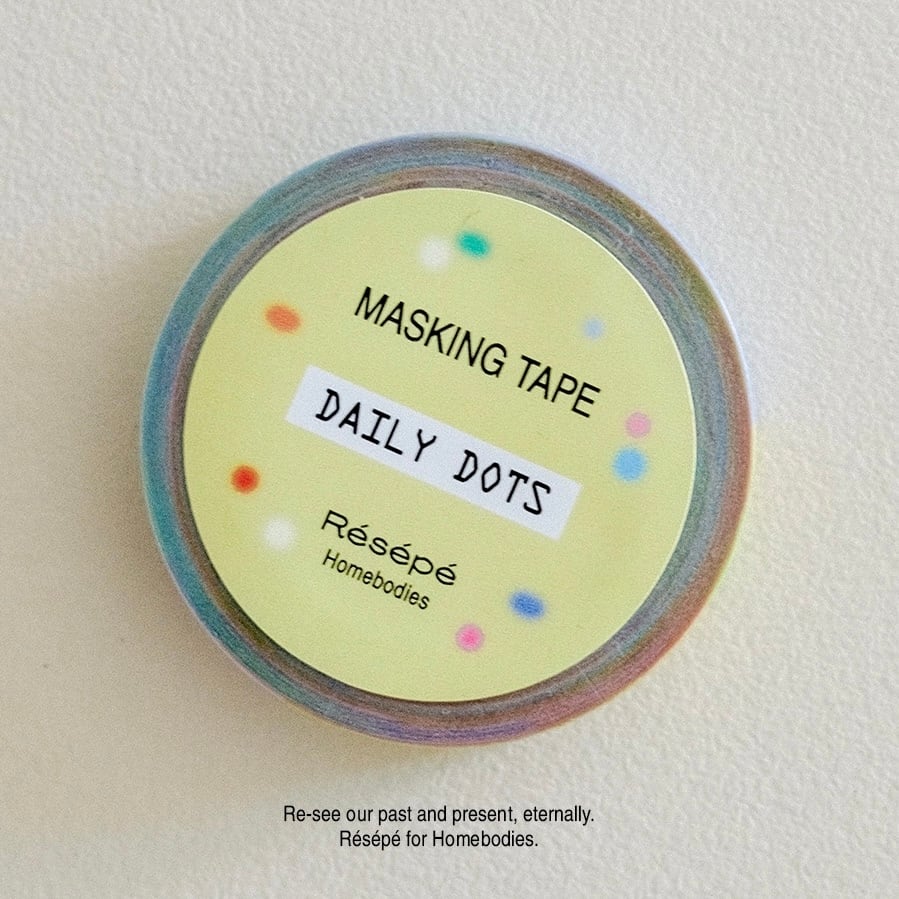 MASKING TAPE
DAILY DOTS
Résépé
Homebodies
Re-see our past and present, eternally.
Résépé for Homebodies.